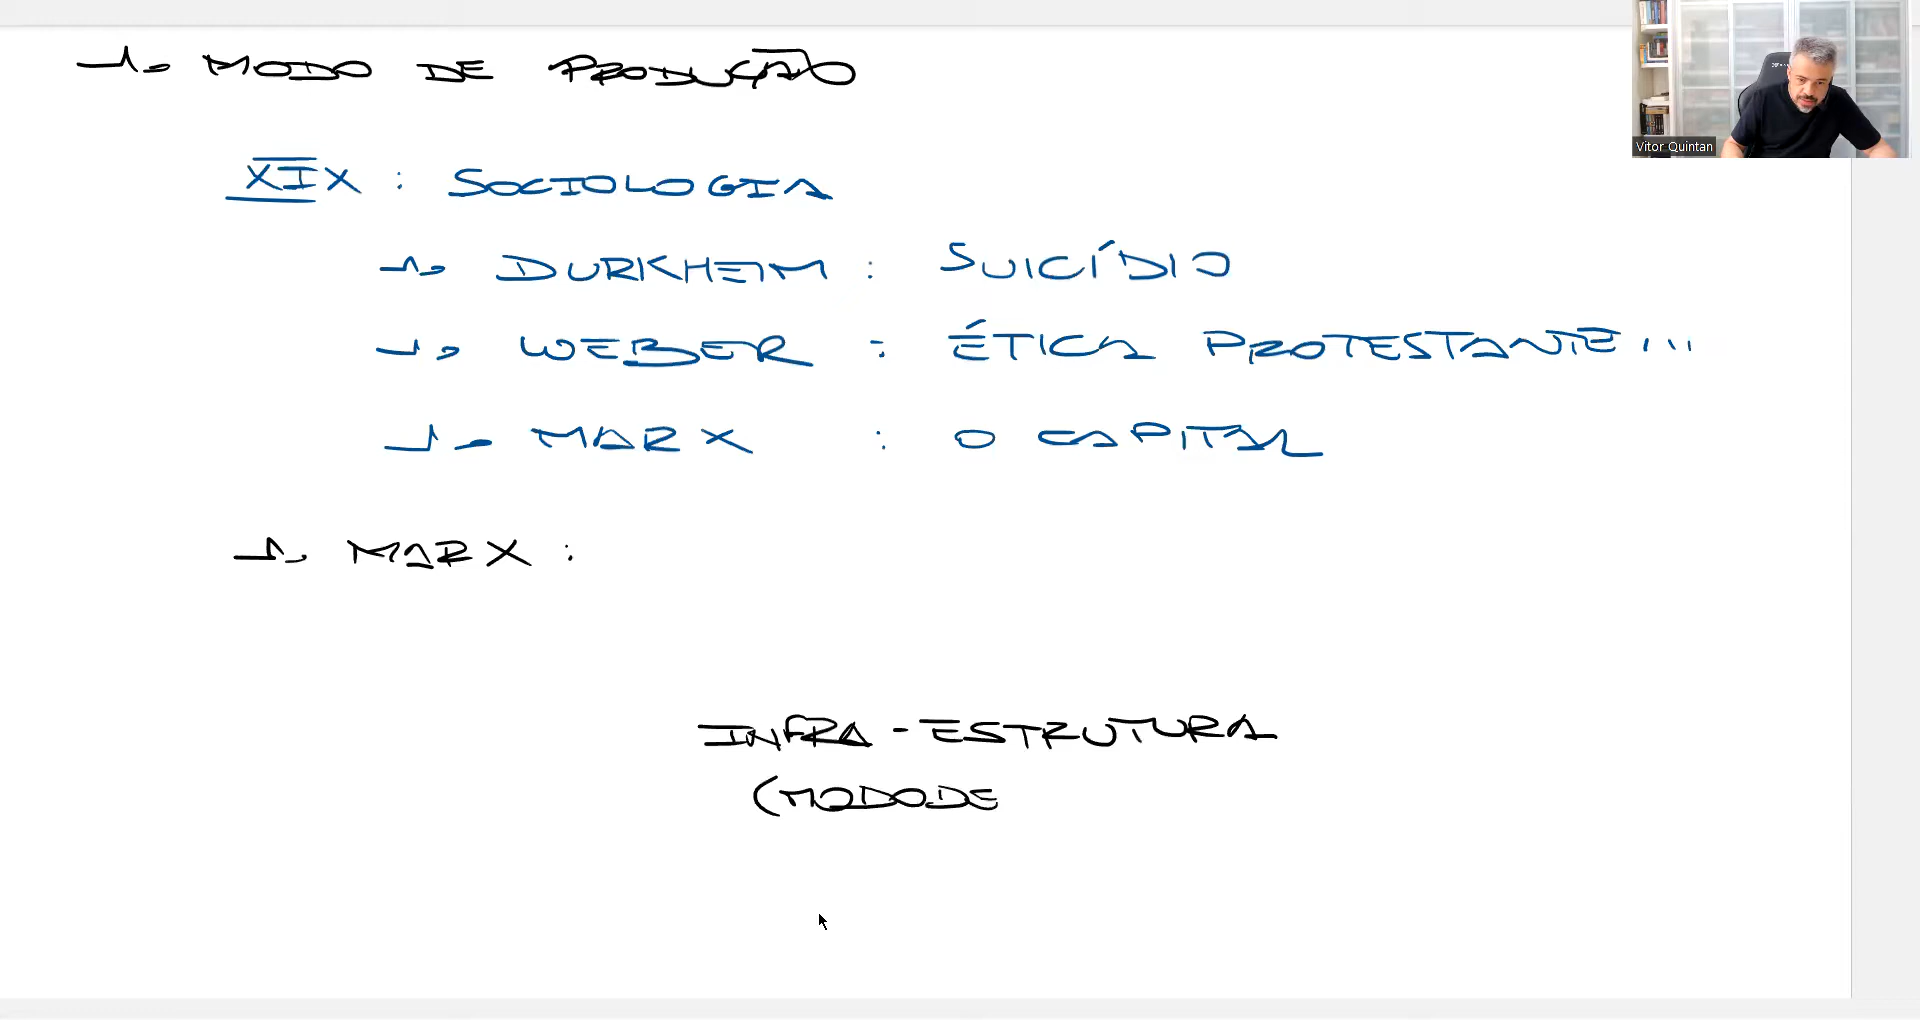 MODO DE PRODUÇÃO
Vitor Quintan
XIX : SOCIOLOGIA
DURKHEIM : SUICÍDIO
WEBER : ÉTICA PROTESTANTE...
MARX : O CAPITAL
MARX :
INFRA-ESTRUTURA
(MODO DE